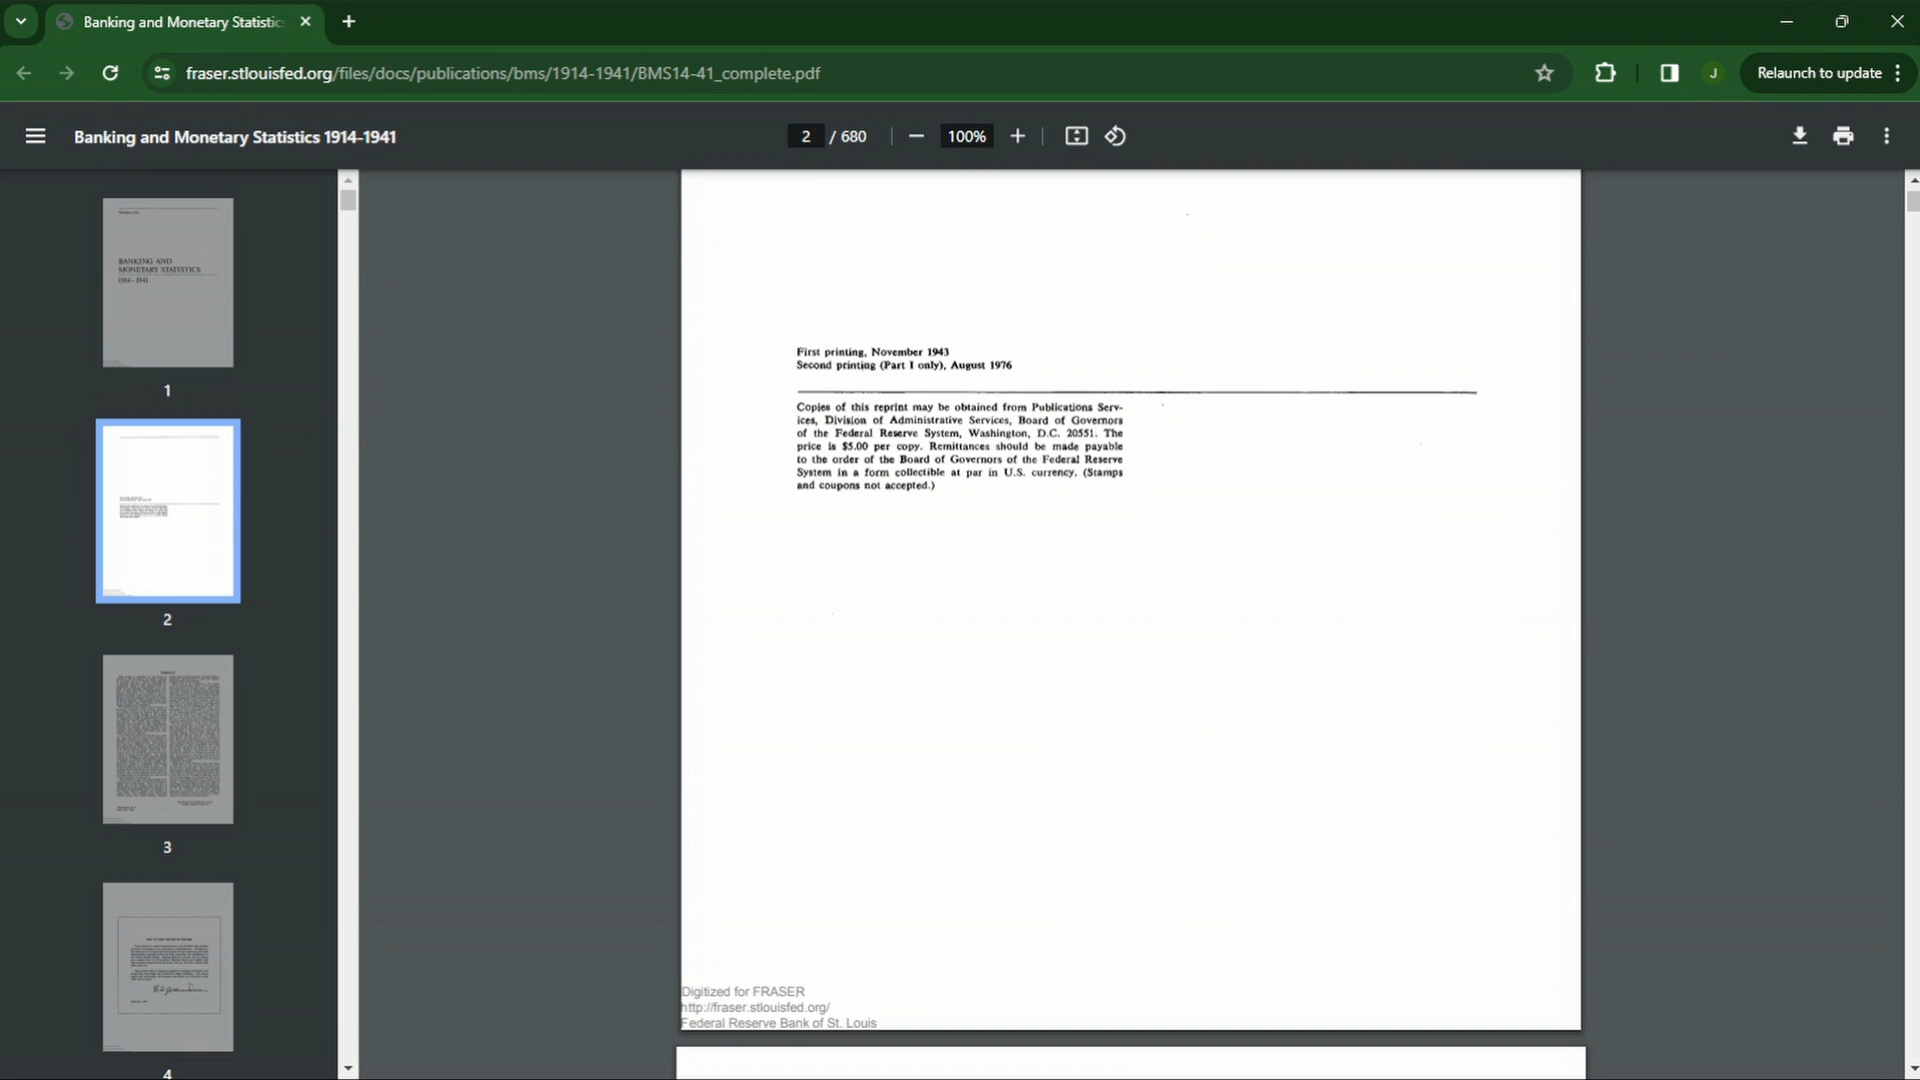 Banking and Monetary Statistic
fraser.stlouisfed.org/files/docs/publications/bms/1914-1941/BMS14-41_complete.pdf
J
Relaunch to update
Banking and Monetary Statistics 1914-1941
2 / 680
100%
BANKING AND
MONETARY STATISTICS
1914-1941
1
2
3
4
First printing, November 1943
Second printing (Part I only), August 1976
Copies of this reprint may be obtained from Publications Serv-
ices, Division of Administrative Services, Board of Governors
of the Federal Reserve System, Washington, D.C. 20551. The
price is $5.00 per copy. Remittances should be made payable
to the order of the Board of Governors of the Federal Reserve
System in a form collectible at par in U.S. currency. (Stamps
and coupons not accepted.)
Digitized for FRASER
http://fraser.stlouisfed.org/
Federal Reserve Bank of St. Louis